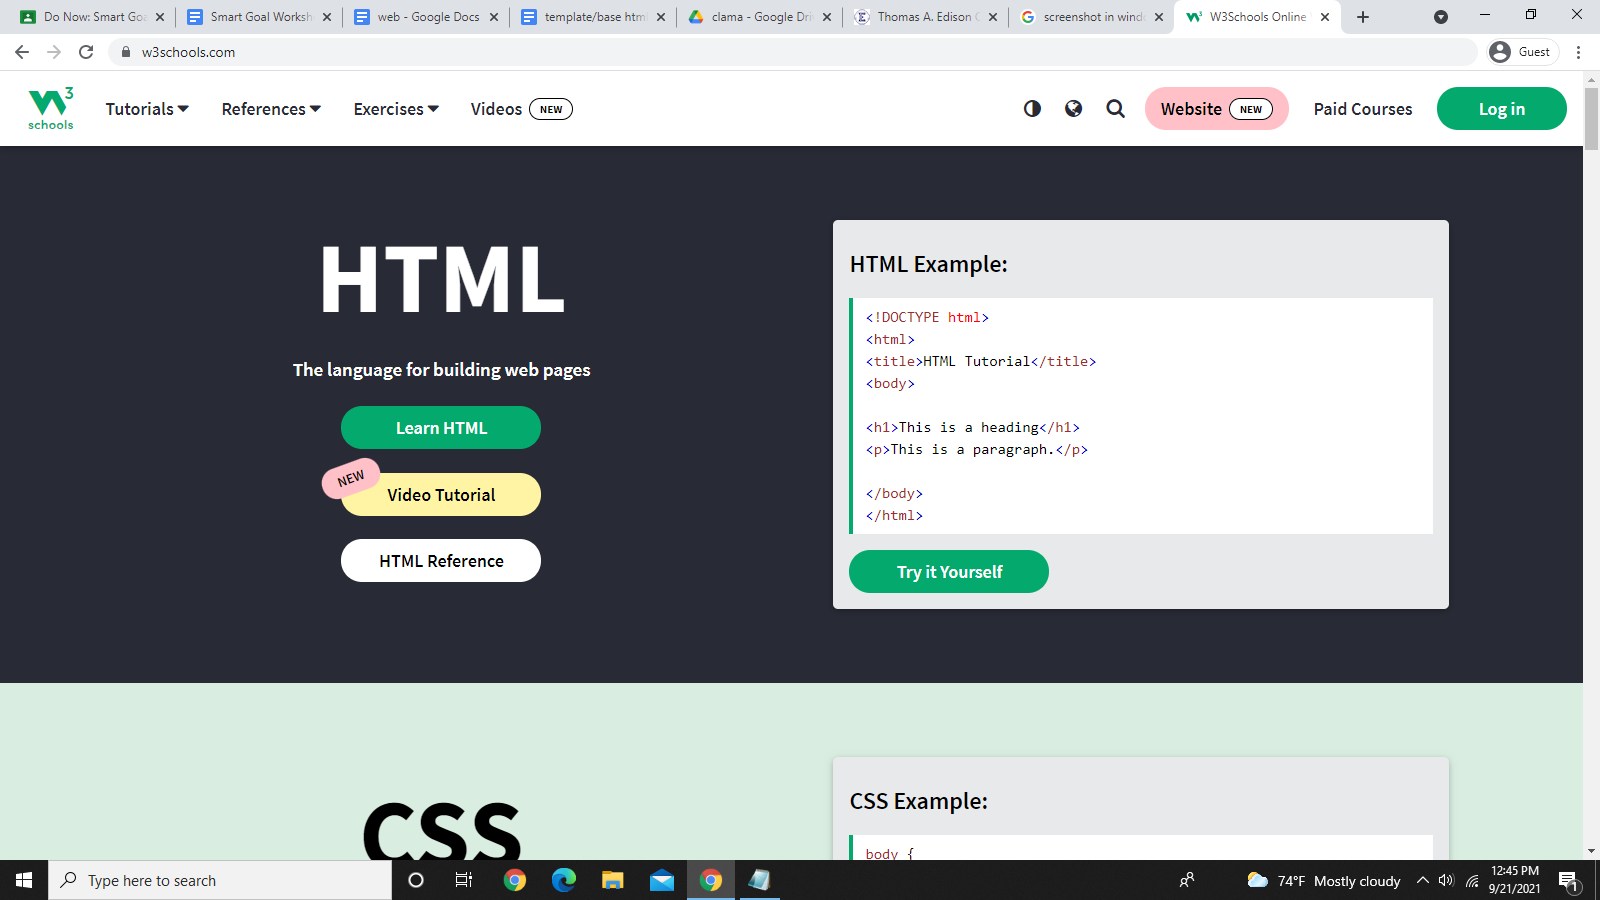 Do Now: Smart Goa
Smart Goal Worksh
web - Google Docs
template/base html
clama - Google Dri
Thomas A. Edison C
screenshot in wind
W3Schools Online
w3schools.com
Guest
W3
schools
Tutorials
References
Exercises
Videos NEW
Website NEW
Paid Courses
Log in
HTML
The language for building web pages
Learn HTML
NEW
Video Tutorial
HTML Reference
HTML Example:
<!DOCTYPE html>
<html>
<title>HTML Tutorial</title>
<body>
<h1>This is a heading</h1>
<p>This is a paragraph.</p>
</body>
</html>
Try it Yourself
CSS
CSS Example:
body {
Type here to search
74°F Mostly cloudy
12:45 PM
9/21/2021
1